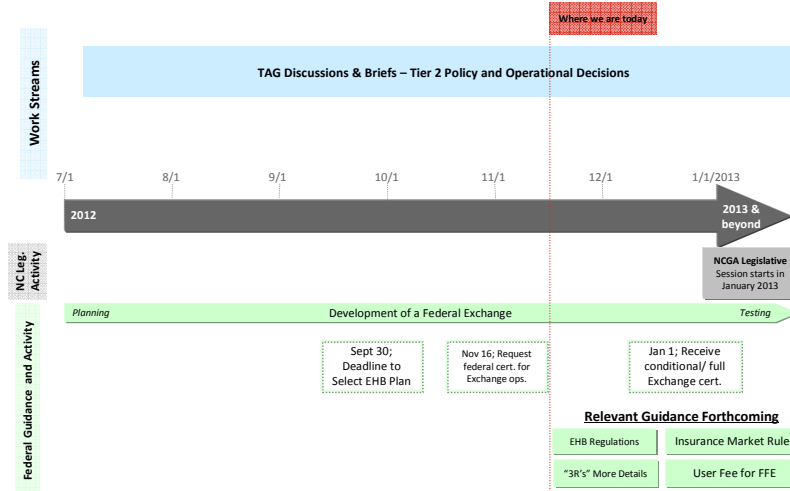 Where we are today
Work Streams
TAG Discussions & Briefs – Tier 2 Policy and Operational Decisions
7/1
8/1
9/1
10/1
11/1
12/1
1/1/2013
2012
2013 &
beyond
NC Leg.
Activity
NCGA Legislative
Session starts in
January 2013
Federal Guidance and Activity
Planning
Development of a Federal Exchange
Testing
Sept 30;
Deadline to
Select EHB Plan
Nov 16; Request
federal cert. for
Exchange ops.
Jan 1; Receive
conditional/ full
Exchange cert.
Relevant Guidance Forthcoming
EHB Regulations
Insurance Market Rule
“3R’s” More Details
User Fee for FFE